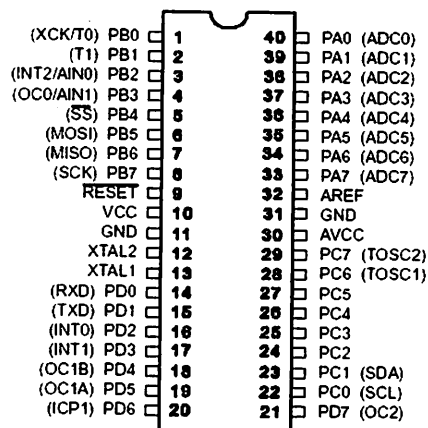 (XCK/T0) PB0 1 40 PA0 (ADC0)
(T1) PB1 2 39 PA1 (ADC1)
(INT2/AIN0) PB2 3 38 PA2 (ADC2)
(OC0/AIN1) PB3 4 37 PA3 (ADC3)
(SS) PB4 5 36 PA4 (ADC4)
(MOSI) PB5 6 35 PA5 (ADC5)
(MISO) PB6 7 34 PA6 (ADC6)
(SCK) PB7 8 33 PA7 (ADC7)
RESET 9 32 AREF
VCC 10 31 GND
GND 11 30 AVCC
XTAL2 12 29 PC7 (TOSC2)
XTAL1 13 28 PC6 (TOSC1)
(RXD) PD0 14 27 PC5
(TXD) PD1 15 26 PC4
(INT0) PD2 16 25 PC3
(INT1) PD3 17 24 PC2
(OC1B) PD4 18 23 PC1 (SDA)
(OC1A) PD5 19 22 PC0 (SCL)
(ICP1) PD6 20 21 PD7 (OC2)